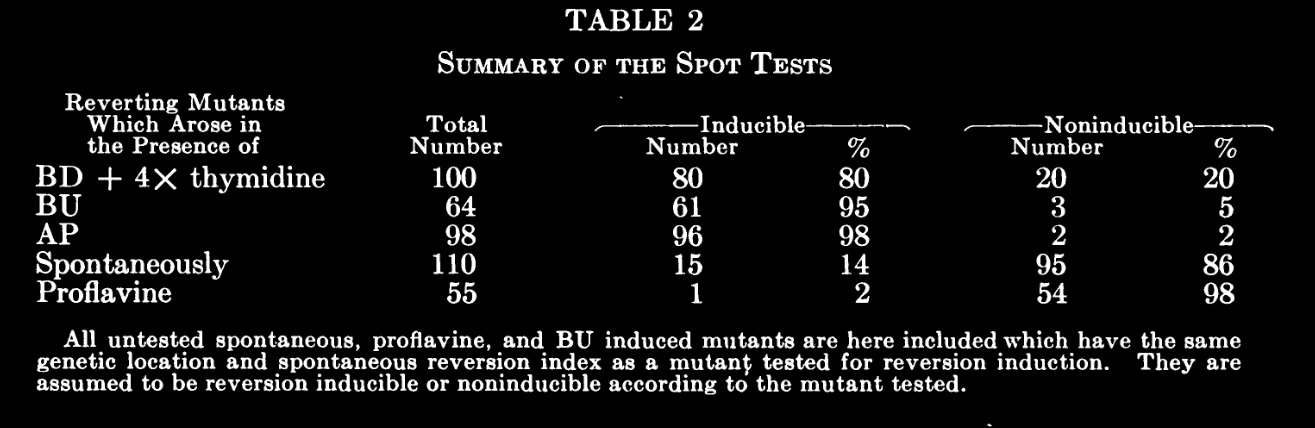 TABLE 2
SUMMARY OF THE SPOT TESTS
Reverting Mutants
Which Arose in
the Presence of
Total
Number
Inducible
Number %
Noninducible
Number %
BD + 4× thymidine 100 80 80 20 20
BU 64 61 95 3 5
AP 98 96 98 2 2
Spontaneously 110 15 14 95 86
Proflavine 55 1 2 54 98
All untested spontaneous, proflavine, and BU induced mutants are here included which have the same
genetic location and spontaneous reversion index as a mutant tested for reversion induction. They are
assumed to be reversion inducible or noninducible according to the mutant tested.